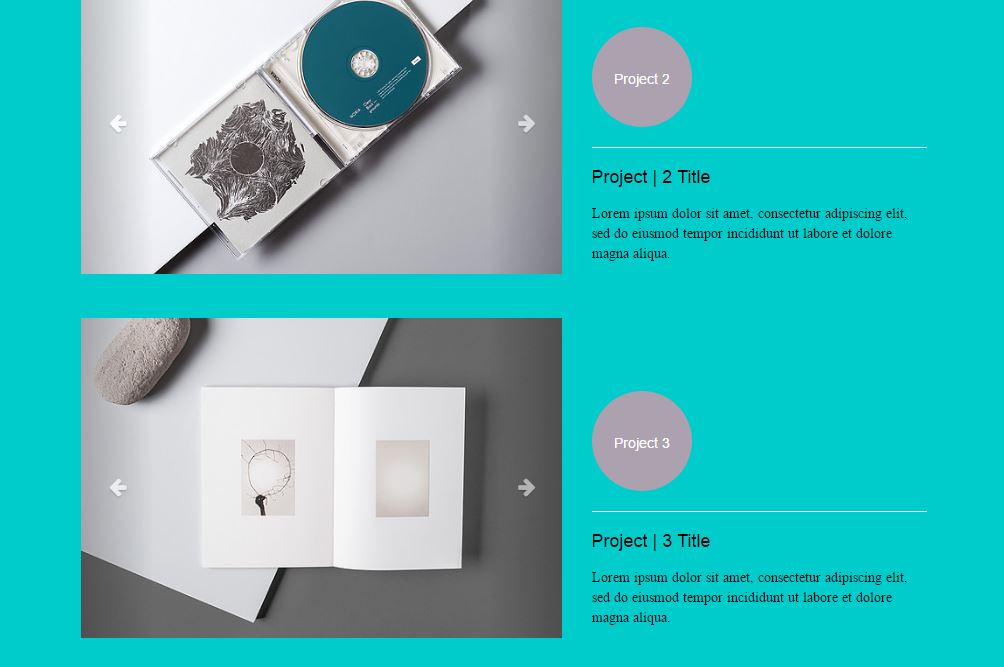 Project 2
Project | 2 Title
Lorem ipsum dolor sit amet, consectetur adipiscing elit,
sed do eiusmod tempor incididunt ut labore et dolore
magna aliqua.
Project 3
Project | 3 Title
Lorem ipsum dolor sit amet, consectetur adipiscing elit,
sed do eiusmod tempor incididunt ut labore et dolore
magna aliqua.